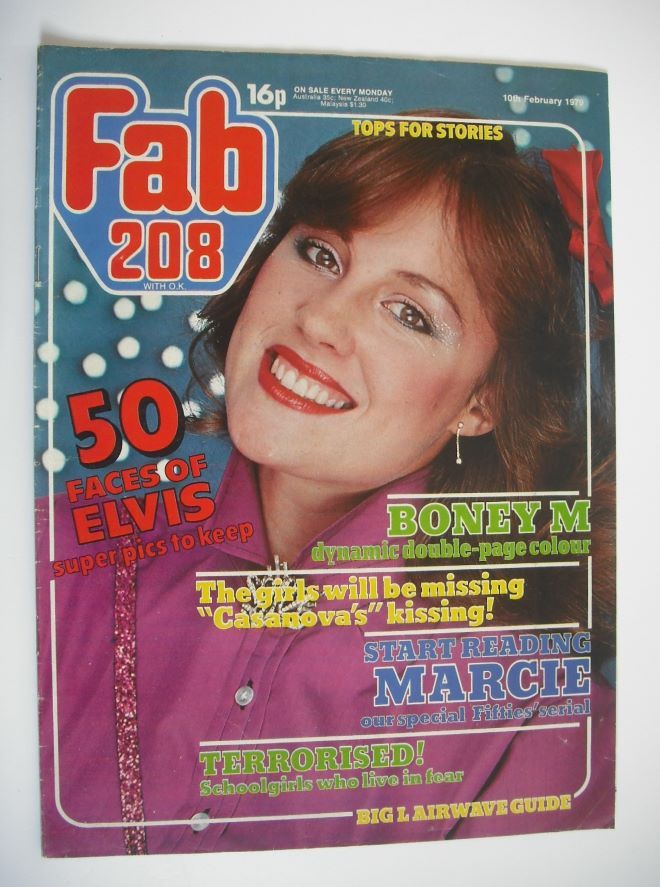 Fab
208
WITH O.K.
16p
ON SALE EVERY MONDAY
Australia 35c; New Zealand 40c;
Malaysia $1.30
10th February 1979
TOPS FOR STORIES
50
FACES OF
ELVIS
super pics to keep
BONEY M
dynamic double-page colour
The girls will be missing
"Casanova's" kissing!
START READING
MARCIE
our special Fifties' serial
TERRORISED!
Schoolgirls who live in fear
BIG L AIRWAVE GUIDE